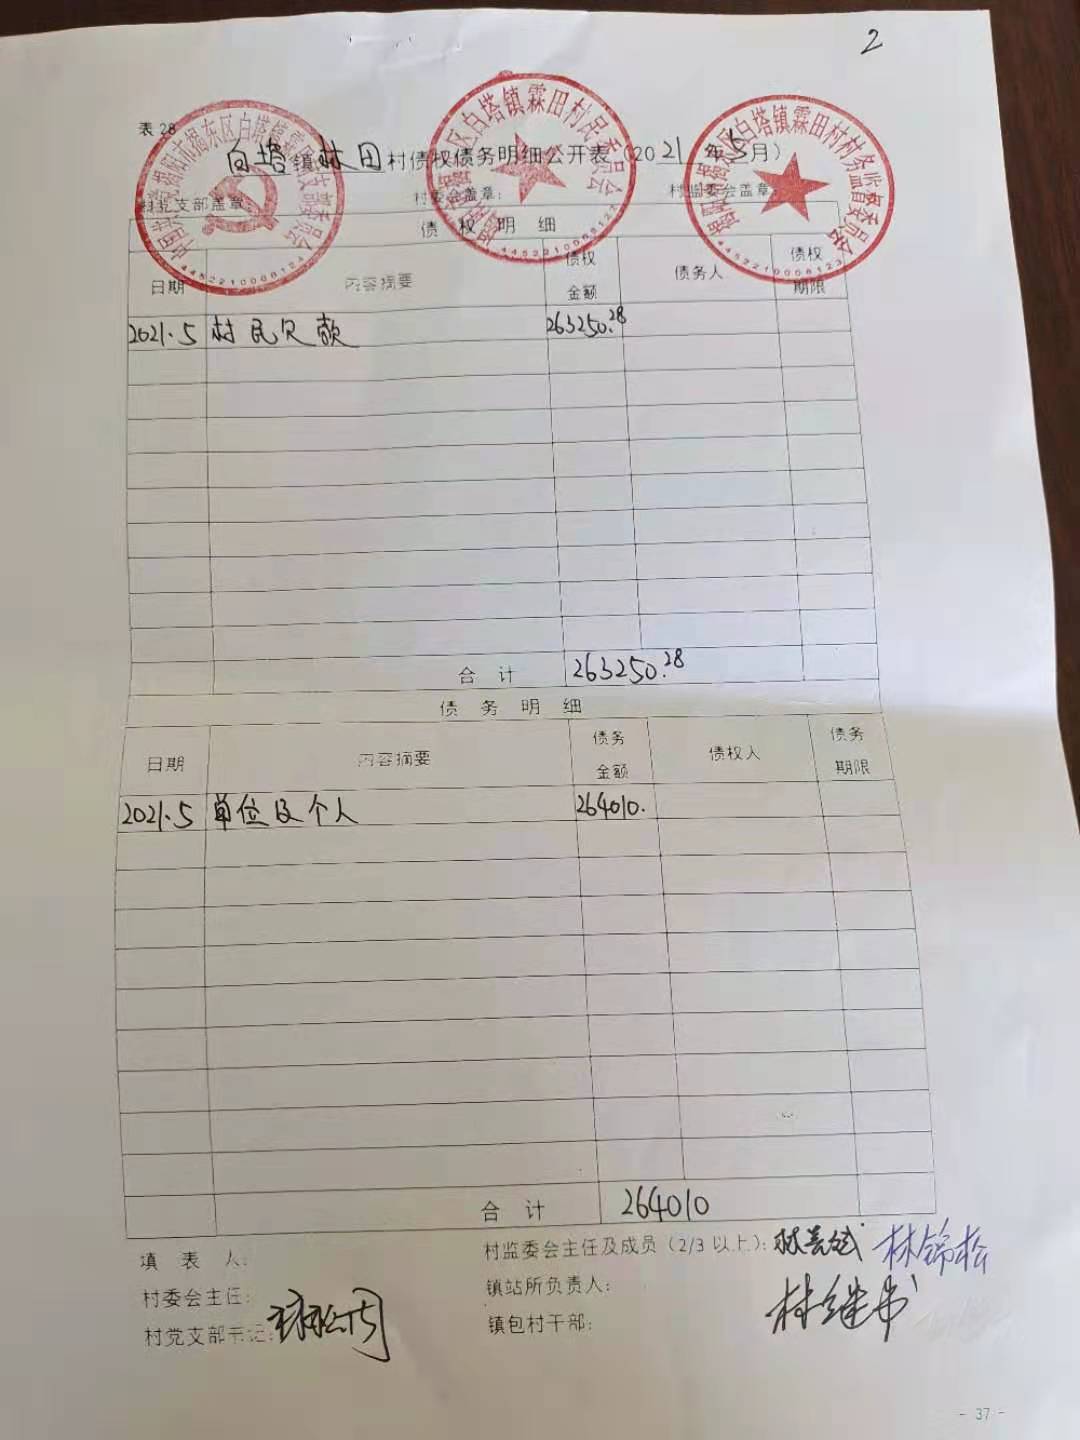 2
表 28
白塔镇林田村债权债务明细公开表（2021年5月）
村党支部盖章 村委会盖章： 村监委会盖章：
债 权 明 细
日期 内容摘要 债权金额 债务人 债权期限
2021.5 村民欠款 263250.28
合 计 263250.28
债 务 明 细
日期 内容摘要 债务金额 债权人 债务期限
2021.5 单位及个人 264010.
合 计 264010
填 表 人： 村监委会主任及成员（2/3 以上）： 林锦松
村委会主任： 镇站所负责人：
村党支部书记： 镇包村干部：
- 37 -